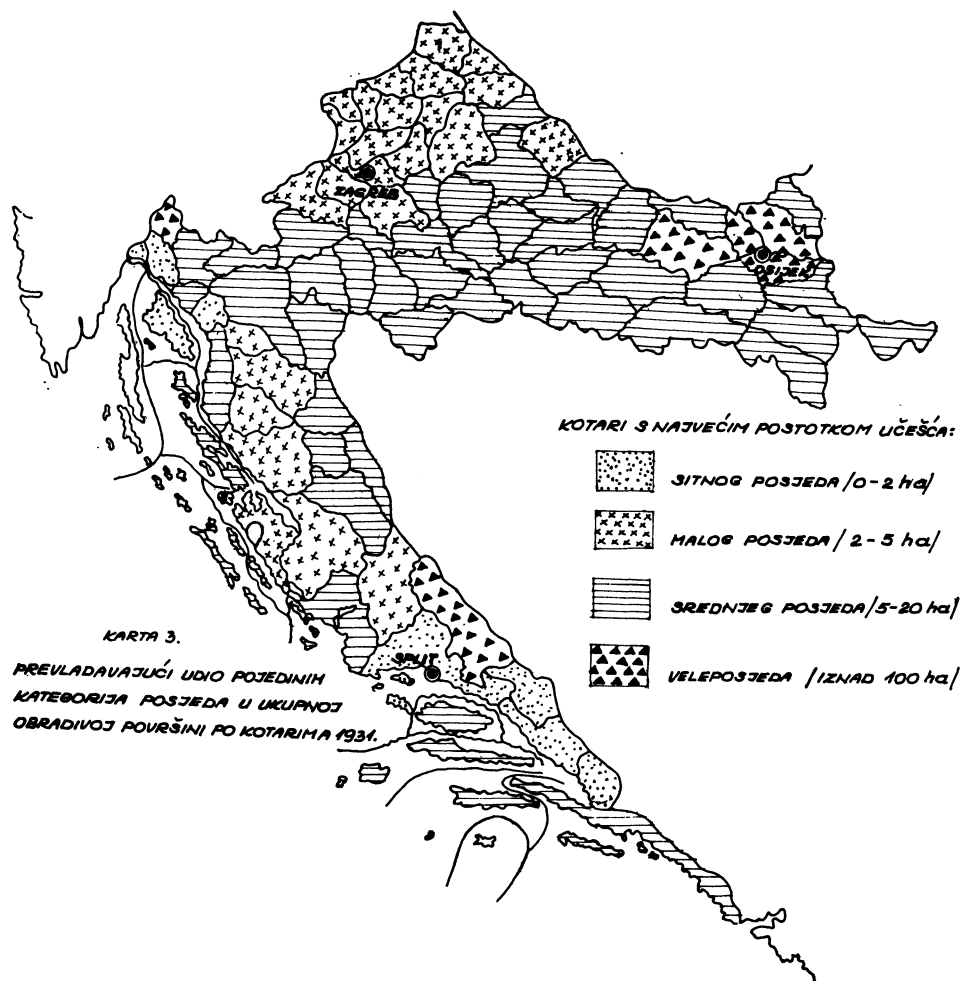 ZAGREB
OSIJEK
KOTARI S NAJVEĆIM POSTOTKOM UČEŠĆA:
SITNOG POSJEDA /0-2 ha/
MALOG POSJEDA / 2-5 ha/
SREDNJEG POSJEDA /5-20 ha/
VELEPOSJEDA /IZNAD 100 ha/
SPLIT
KARTA 3.
PREVLADAVAJUĆI UDIO POJEDINIH
KATEGORIJA POSJEDA U UKUPNOJ
OBRADIVOJ POVRŠINI PO KOTARIMA 1931.